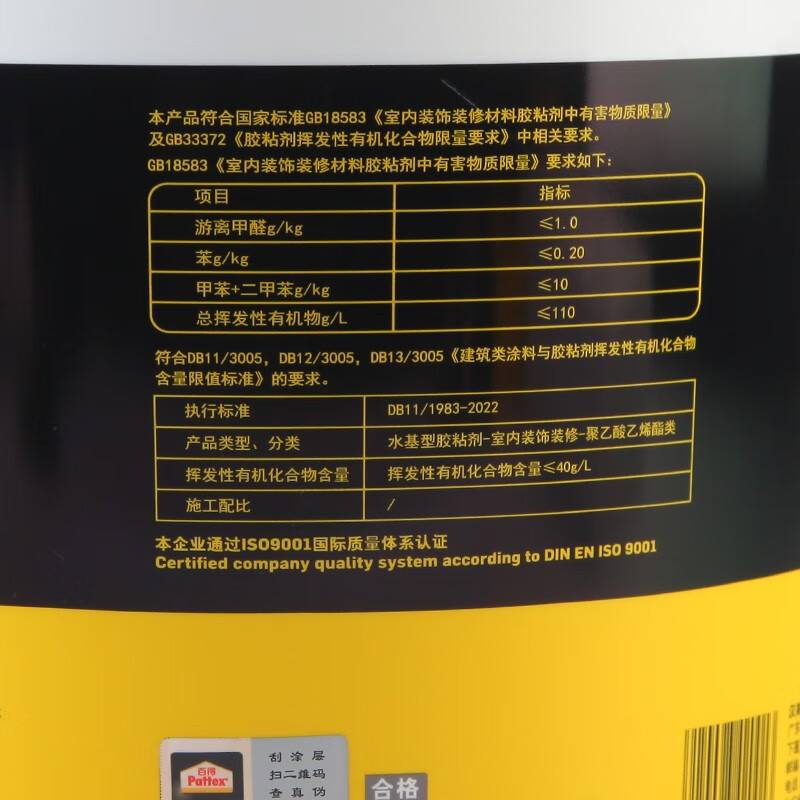 本产品符合国家标准GB18583《室内装饰装修材料胶粘剂中有害物质限量》
及GB33372《胶粘剂挥发性有机化合物限量要求》中相关要求。
GB18583《室内装饰装修材料胶粘剂中有害物质限量》要求如下：
项目 指标
游离甲醛g/kg ≤1.0
苯g/kg ≤0.20
甲苯+二甲苯g/kg ≤10
总挥发性有机物g/L ≤110
符合DB11/3005, DB12/3005, DB13/3005《建筑类涂料与胶粘剂挥发性有机化合物
含量限值标准》的要求。
执行标准 DB11/1983-2022
产品类型、分类 水基型胶粘剂-室内装饰装修-聚乙酸乙烯酯类
挥发性有机化合物含量 挥发性有机化合物含量≤40g/L
施工配比 /
本企业通过ISO9001国际质量体系认证
Certified company quality system according to DIN EN ISO 9001
刮涂层
百得
扫二维码
Pattex
查真伪
合格